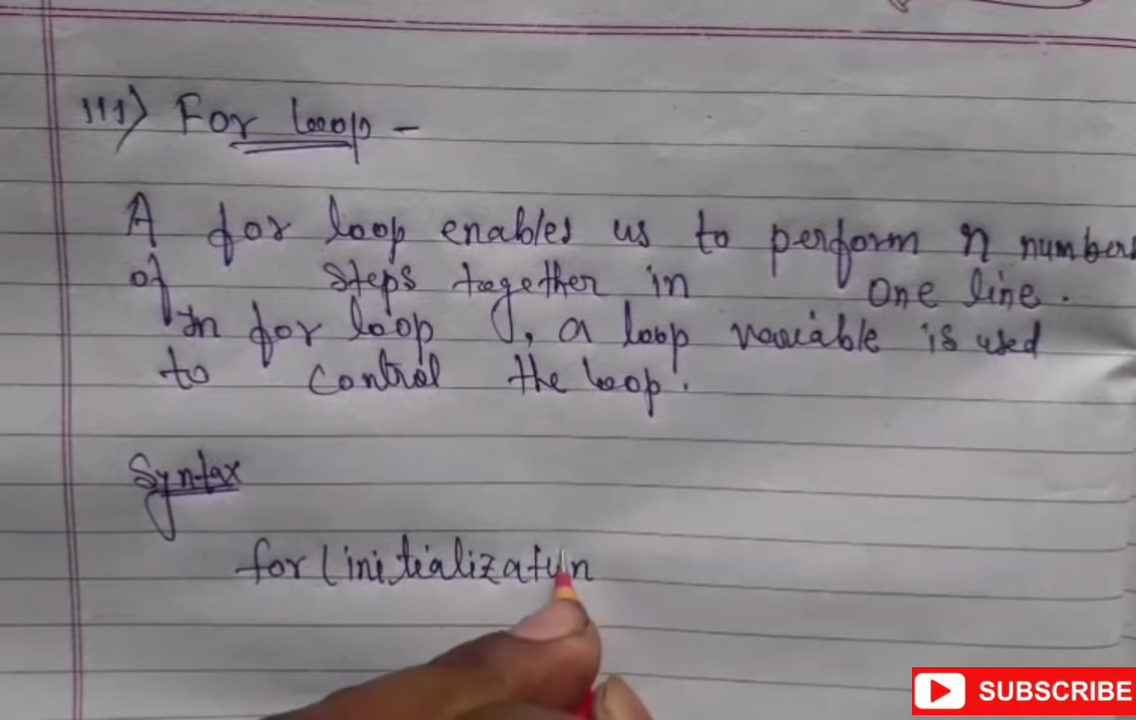 111) For loop -
A for loop enables us to perform n numbers
of steps together in one line.
In for loop, a loop variable is used
to control the loop.
Syntax
for (initialization
SUBSCRIBE